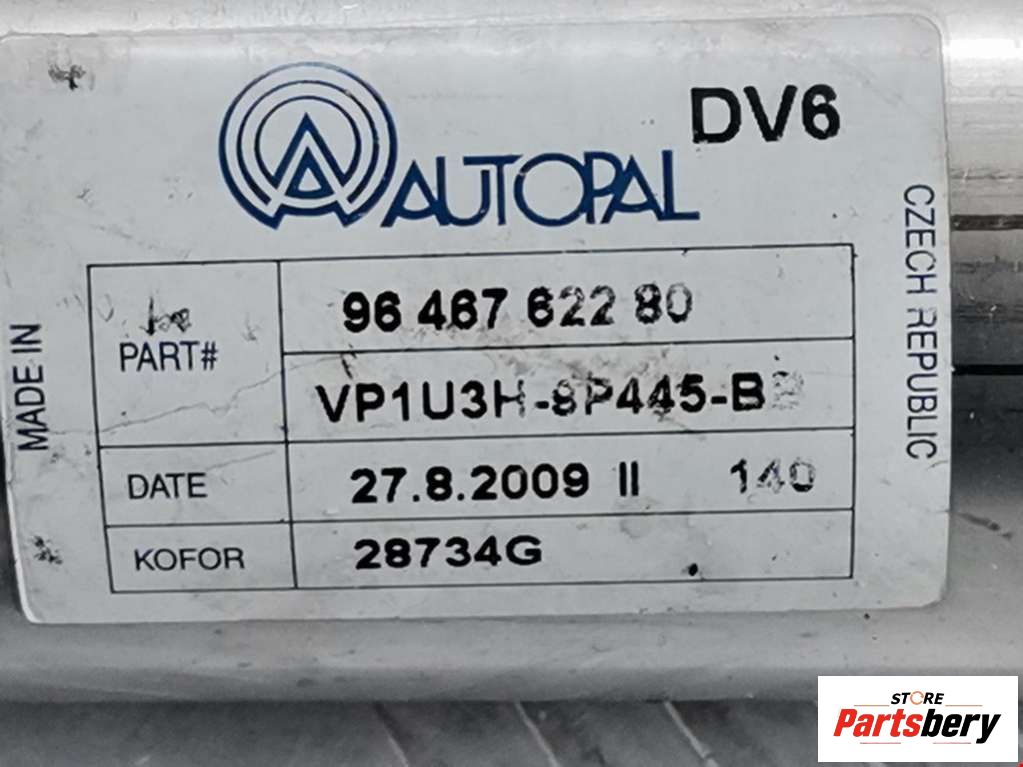 DV6
AUTOPAL
MADE IN
CZECH REPUBLIC
PART# 96 467 622 80
VP1U3H-8P445-BB
DATE 27.8.2009 II 140
KOFOR 28734G
STORE
Partsbery